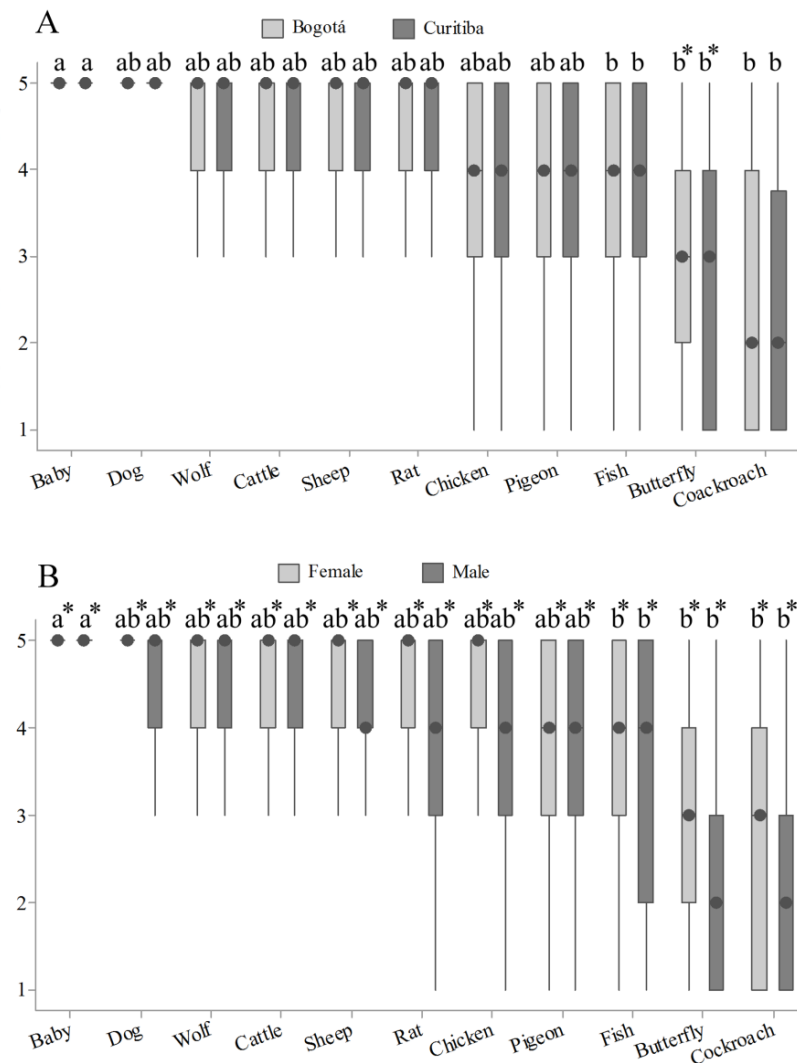 A
Bogotá Curitiba
a a ab ab ab ab ab ab ab ab ab ab ab ab ab ab b b b* b* b b
5
4
3
2
1
Baby Dog Wolf Cattle Sheep Rat Chicken Pigeon Fish Butterfly Coackroach
B
Female Male
a* a* ab* ab* ab* ab* ab* ab* ab* ab* ab* ab* ab* ab* ab* ab* b* b* b* b* b* b*
5
4
3
2
1
Baby Dog Wolf Cattle Sheep Rat Chicken Pigeon Fish Butterfly Cockroach